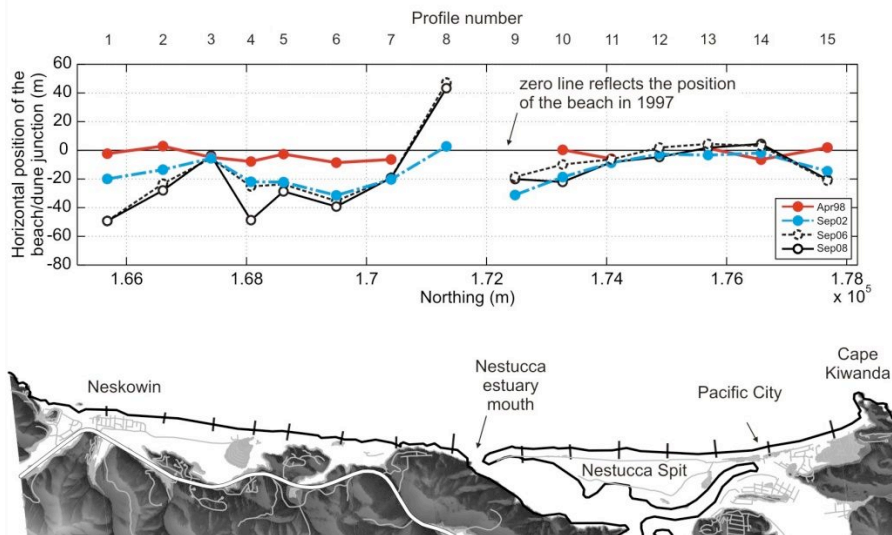 Profile number
1 2 3 4 5 6 7 8 9 10 11 12 13 14 15
Horizontal position of the
beach/dune junction (m)
60
40
20
0
-20
-40
-60
-80
zero line reflects the position
of the beach in 1997
Apr98
Sep02
Sep06
Sep08
1.66 1.68 1.7 1.72 1.74 1.76 1.78
Northing (m)
x 10⁵
Neskowin
Nestucca
estuary
mouth
Pacific City
Cape
Kiwanda
Nestucca Spit